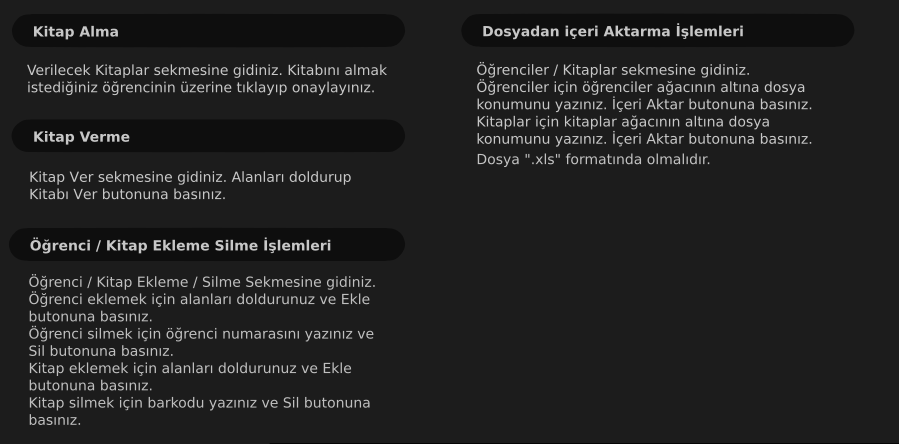 Kitap Alma
Verilecek Kitaplar sekmesine gidiniz. Kitabını almak
istediğiniz öğrencinin üzerine tıklayıp onaylayınız.
Kitap Verme
Kitap Ver sekmesine gidiniz. Alanları doldurup
Kitabı Ver butonuna basınız.
Öğrenci / Kitap Ekleme Silme İşlemleri
Öğrenci / Kitap Ekleme / Silme Sekmesine gidiniz.
Öğrenci eklemek için alanları doldurunuz ve Ekle
butonuna basınız.
Öğrenci silmek için öğrenci numarasını yazınız ve
Sil butonuna basınız.
Kitap eklemek için alanları doldurunuz ve Ekle
butonuna basınız.
Kitap silmek için barkodu yazınız ve Sil butonuna
basınız.
Dosyadan içeri Aktarma İşlemleri
Öğrenciler / Kitaplar sekmesine gidiniz.
Öğrenciler için öğrenciler ağacının altına dosya
konumunu yazınız. İçeri Aktar butonuna basınız.
Kitaplar için kitaplar ağacının altına dosya
konumunu yazınız. İçeri Aktar butonuna basınız.
Dosya ".xls" formatında olmalıdır.